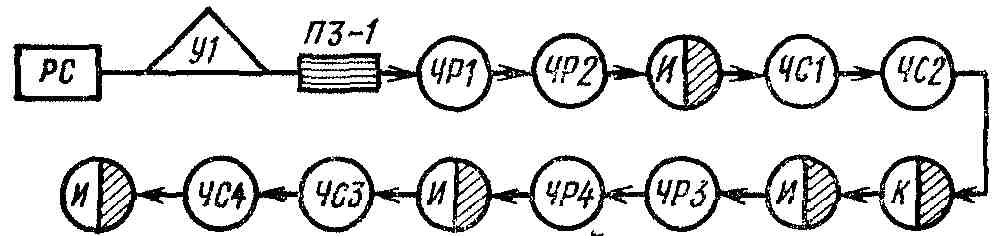 РС У1 ПЗ-1 ЧР1 ЧР2 И ЧС1 ЧС2
И ЧС4 ЧС3 И ЧР4 ЧР3 И К